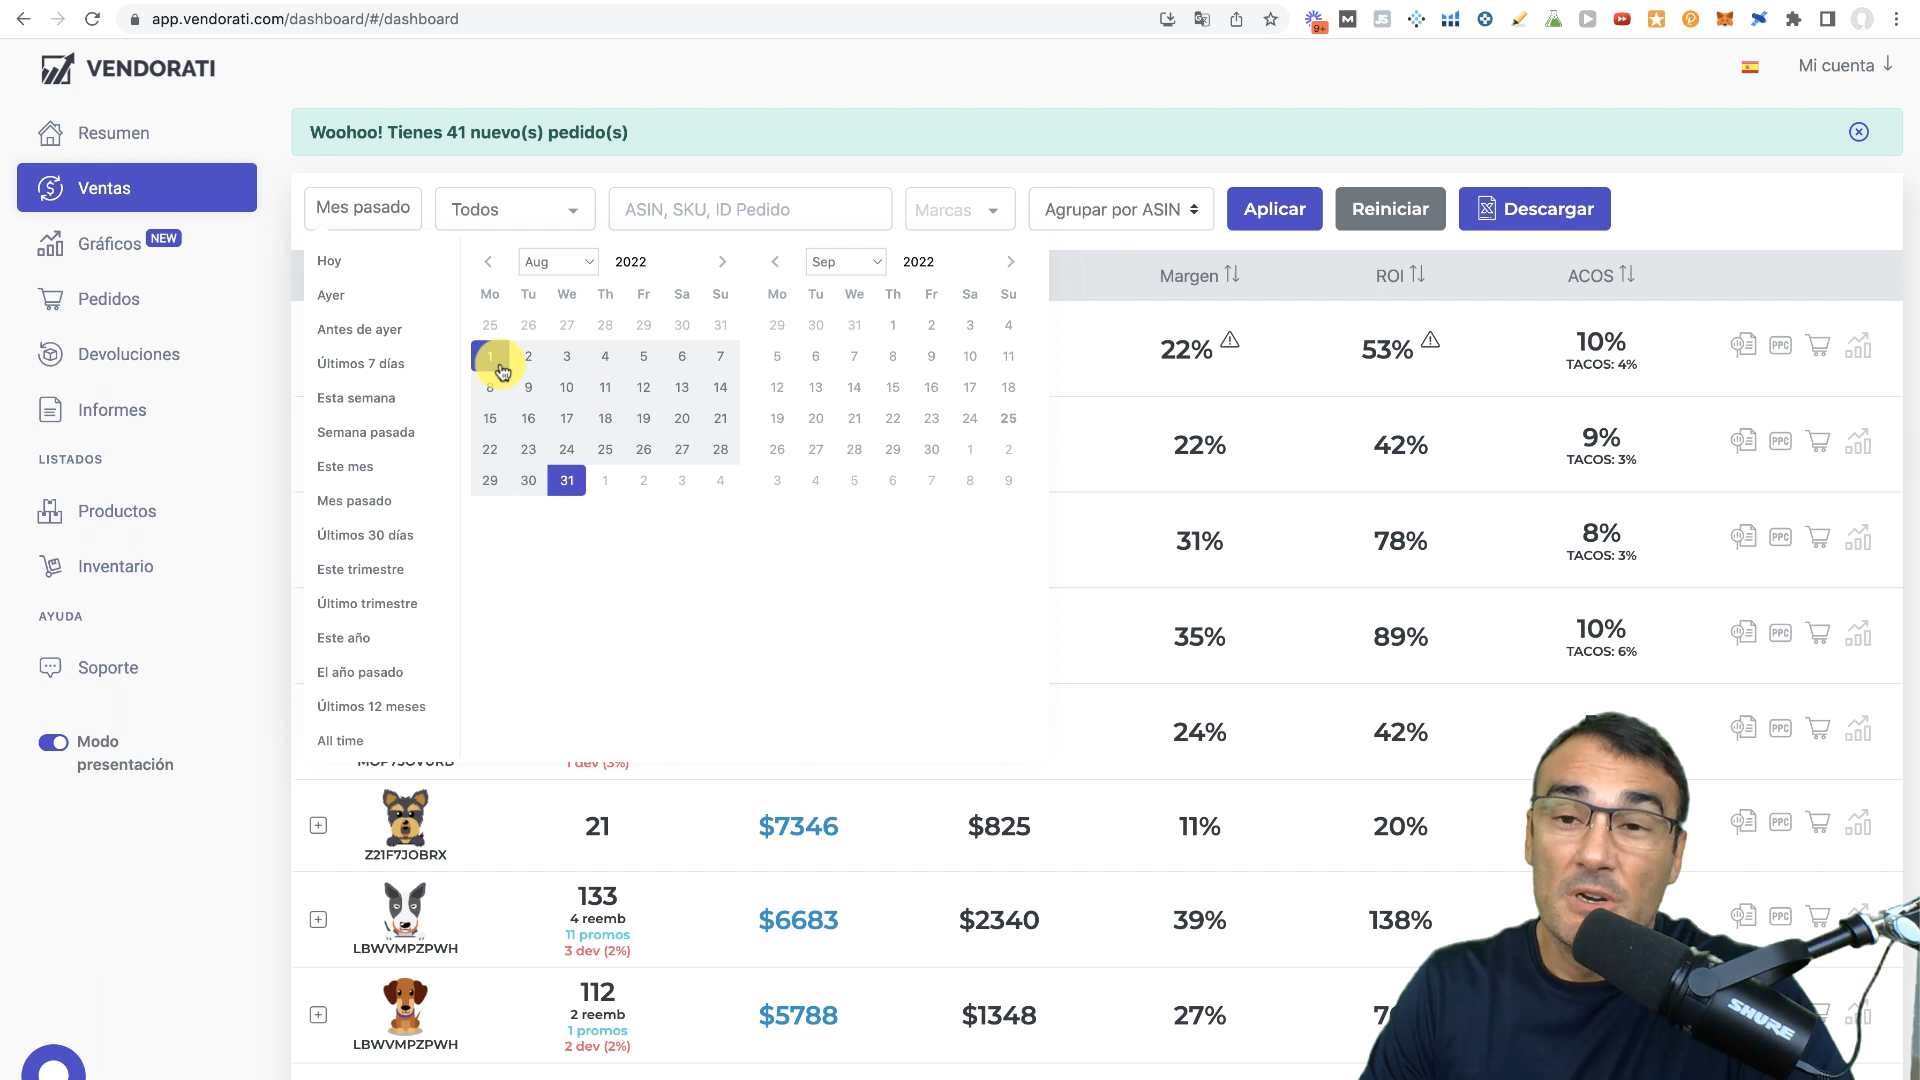 app.vendorati.com/dashboard/#/dashboard
9+
VENDORATI
Mi cuenta
Resumen
Ventas
Gráficos NEW
Pedidos
Devoluciones
Informes
LISTADOS
Productos
Inventario
AYUDA
Soporte
Modo
presentación
Woohoo! Tienes 41 nuevo(s) pedido(s)
Mes pasado Todos ASIN, SKU, ID Pedido Marcas Agrupar por ASIN Aplicar Reiniciar Descargar
Hoy
Ayer
Antes de ayer
Últimos 7 días
Esta semana
Semana pasada
Este mes
Mes pasado
Últimos 30 días
Este trimestre
Último trimestre
Este año
El año pasado
Últimos 12 meses
All time
Aug 2022
Mo Tu We Th Fr Sa Su
25 26 27 28 29 30 31
1 2 3 4 5 6 7
8 9 10 11 12 13 14
15 16 17 18 19 20 21
22 23 24 25 26 27 28
29 30 31 1 2 3 4
Sep 2022
Mo Tu We Th Fr Sa Su
29 30 31 1 2 3 4
5 6 7 8 9 10 11
12 13 14 15 16 17 18
19 20 21 22 23 24 25
26 27 28 29 30 1 2
3 4 5 6 7 8 9
Margen ROI ACOS
22% 53% 10%
TACOS: 4%
PPC
22% 42% 9%
TACOS: 3%
PPC
31% 78% 8%
TACOS: 3%
PPC
35% 89% 10%
TACOS: 6%
PPC
24% 42%
PPC
1 dev (3%)
21 $7346 $825 11% 20%
Z21F7JOBRX
PPC
133 $6683 $2340 39% 138%
4 reemb
11 promos
3 dev (2%)
LBWVMPZPWH
PPC
112 $5788 $1348 27%
2 reemb
1 promos
2 dev (2%)
LBWVMPZPWH
SHURE